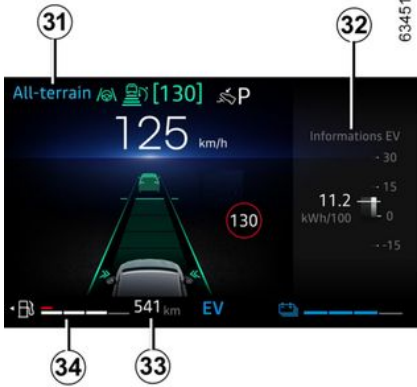 31
32
63451
All-terrain [130] P
125 km/h
Informations EV
30
15
11.2
kWh/100
0
-15
130
541 km
EV
34
33